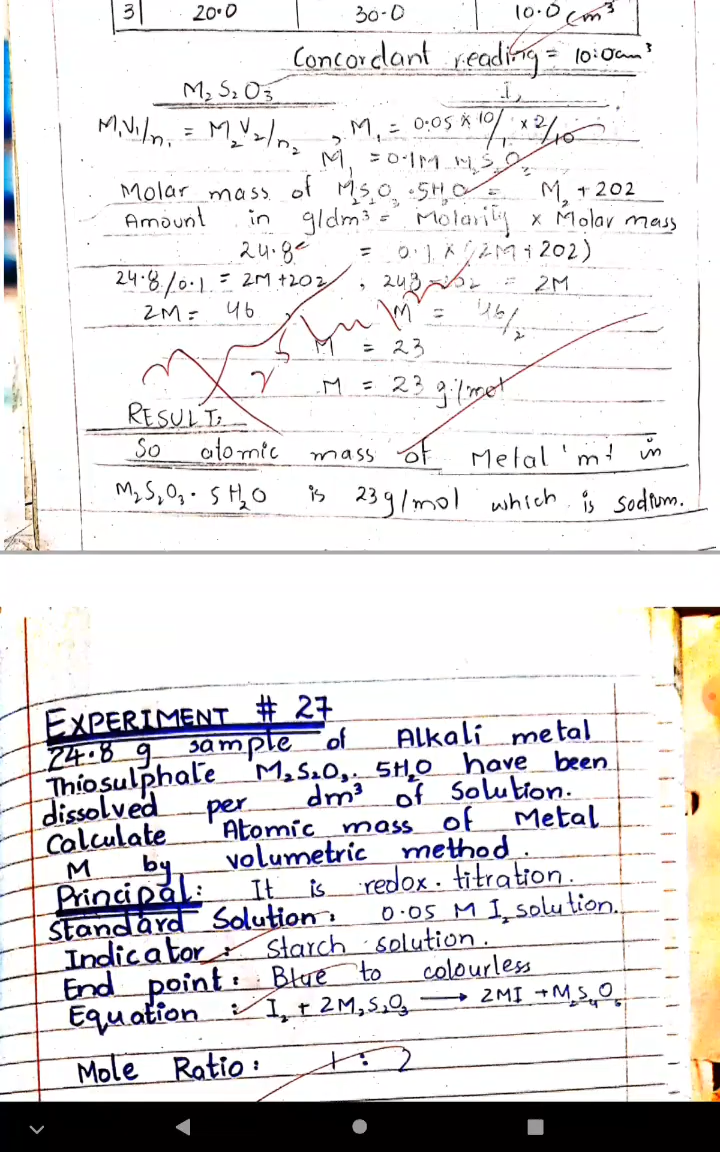 3 20.0 30.0 10.0 cm³
Concordant reading = 10.0cm³
M₂S₂O₃ I₂
M₁V₁/n₁ = M₂V₂/n₂ , M₁ = 0.05 x 10/1 x 2/10
M₁ = 0.1M M₂S₂O₃
Molar mass of M₂S₂O₃.5H₂O = M₂ + 202
Amount in g/dm³ = Molarity x Molar mass
24.8 = 0.1 x (2M + 202)
24.8/0.1 = 2M+202 , 248 - 202 = 2M
2M = 46 , M = 46/2
M = 23
M = 23 g/mol
RESULT:
So atomic mass of Metal 'm' in
M₂S₂O₃. 5H₂O is 23g/mol which is sodium.
EXPERIMENT # 27
24.8 g sample of Alkali metal
Thiosulphate M₂S₂O₃. 5H₂O have been
dissolved per dm³ of Solution.
Calculate Atomic mass of Metal
M by volumetric method.
Principal: It is redox. titration.
Standard Solution: 0.05 M I₂ solution.
Indicator: Starch solution.
End point: Blue to colourless
Equation: I₂ + 2M₂S₂O₃ → 2MI + M₂S₄O₆
Mole Ratio: 1 : 2